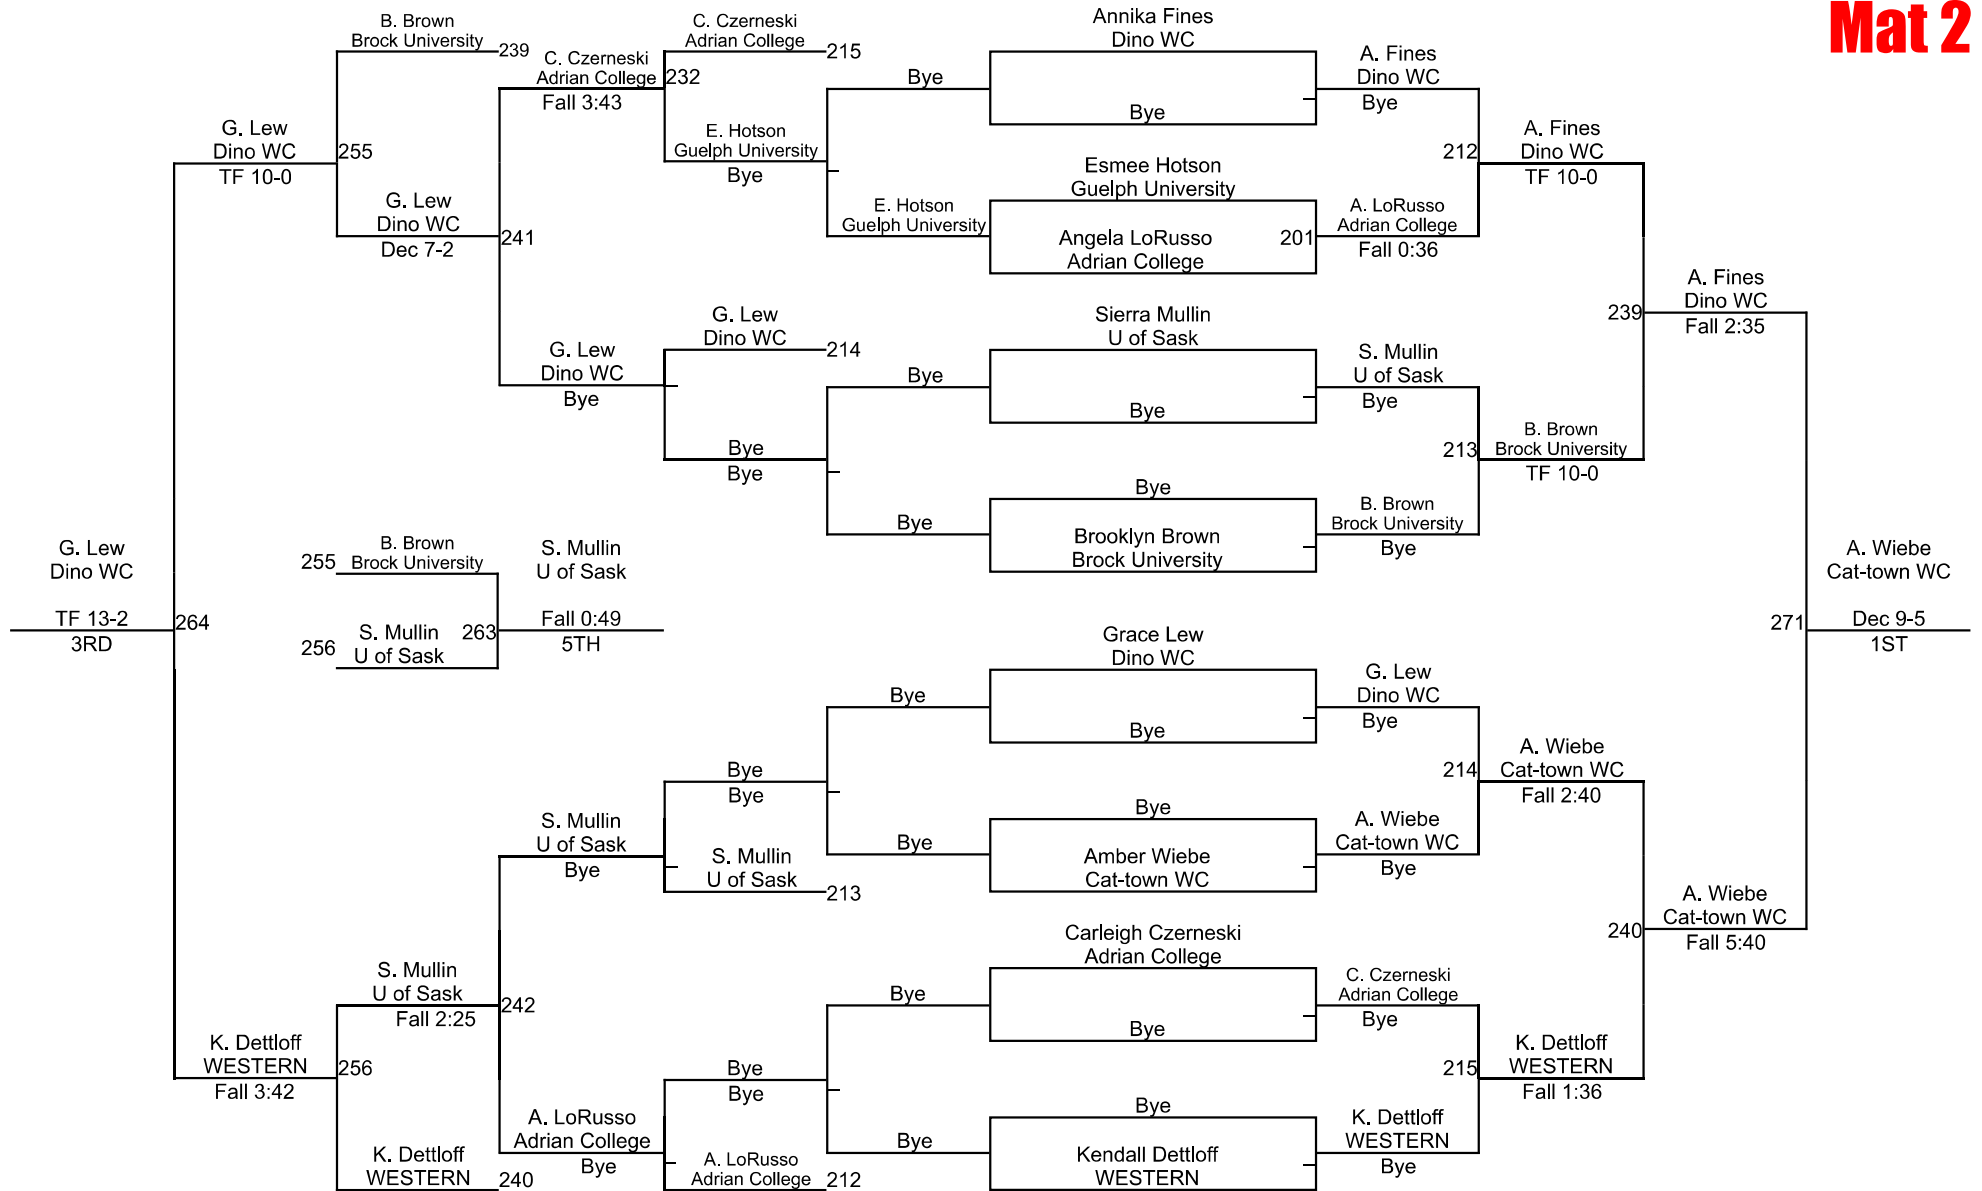 Mat 2
B. Brown
Brock University
239
C. Czerneski
Adrian College
Fall 3:43
232
C. Czerneski
Adrian College
215
Annika Fines
Dino WC
Bye
Bye
A. Fines
Dino WC
Bye
G. Lew
Dino WC
TF 10-0
255
E. Hotson
Guelph University
Bye
Esmee Hotson
Guelph University
212
A. Fines
Dino WC
TF 10-0
G. Lew
Dino WC
Dec 7-2
241
E. Hotson
Guelph University
Angela LoRusso
Adrian College
201
A. LoRusso
Adrian College
Fall 0:36
A. Fines
Dino WC
Fall 2:35
239
G. Lew
Dino WC
214
Sierra Mullin
U of Sask
G. Lew
Dino WC
Bye
Bye
Bye
S. Mullin
U of Sask
Bye
Bye
Bye
213
B. Brown
Brock University
TF 10-0
Bye
Bye
Brooklyn Brown
Brock University
B. Brown
Brock University
Bye
G. Lew
Dino WC
TF 13-2
3RD
264
255
B. Brown
Brock University
S. Mullin
U of Sask
Fall 0:49
5TH
256
S. Mullin
U of Sask
263
A. Wiebe
Cat-town WC
271
Dec 9-5
1ST
Grace Lew
Dino WC
Bye
Bye
G. Lew
Dino WC
Bye
Bye
Bye
214
A. Wiebe
Cat-town WC
Fall 2:40
S. Mullin
U of Sask
Bye
Bye
Bye
A. Wiebe
Cat-town WC
Bye
S. Mullin
U of Sask
213
Amber Wiebe
Cat-town WC
A. Wiebe
Cat-town WC
Fall 5:40
240
Carleigh Czerneski
Adrian College
S. Mullin
U of Sask
Fall 2:25
242
Bye
Bye
C. Czerneski
Adrian College
Bye
K. Dettloff
WESTERN
Fall 3:42
256
Bye
Bye
215
K. Dettloff
WESTERN
Fall 1:36
A. LoRusso
Adrian College
Bye
Bye
Bye
K. Dettloff
WESTERN
Bye
K. Dettloff
WESTERN
240
A. LoRusso
Adrian College
212
Kendall Dettloff
WESTERN